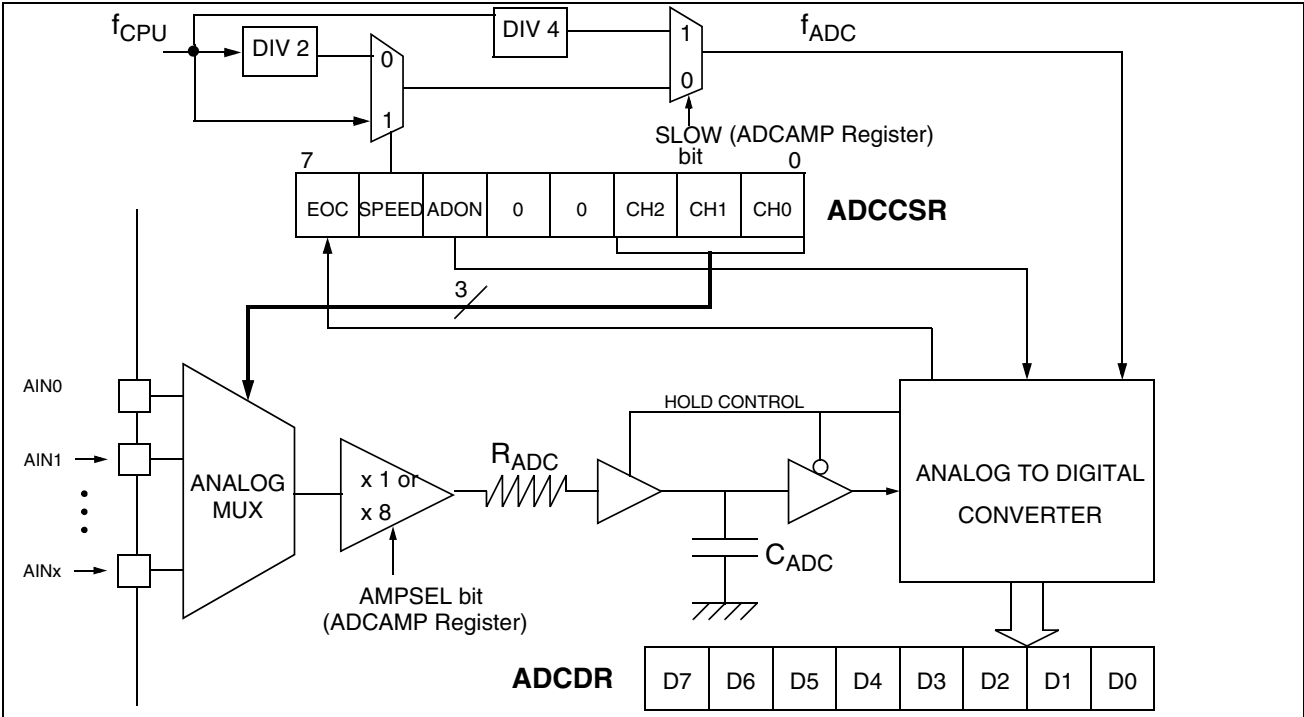 fCPU
DIV 2
DIV 4
0
1
1
0
fADC
SLOW (ADCAMP Register)
bit
7
0
EOC SPEED ADON 0 0 CH2 CH1 CH0
ADCCSR
3
AIN0
AIN1
AINx
ANALOG
MUX
x 1 or
x 8
AMPSEL bit
(ADCAMP Register)
RADC
HOLD CONTROL
CADC
ANALOG TO DIGITAL
CONVERTER
ADCDR
D7 D6 D5 D4 D3 D2 D1 D0